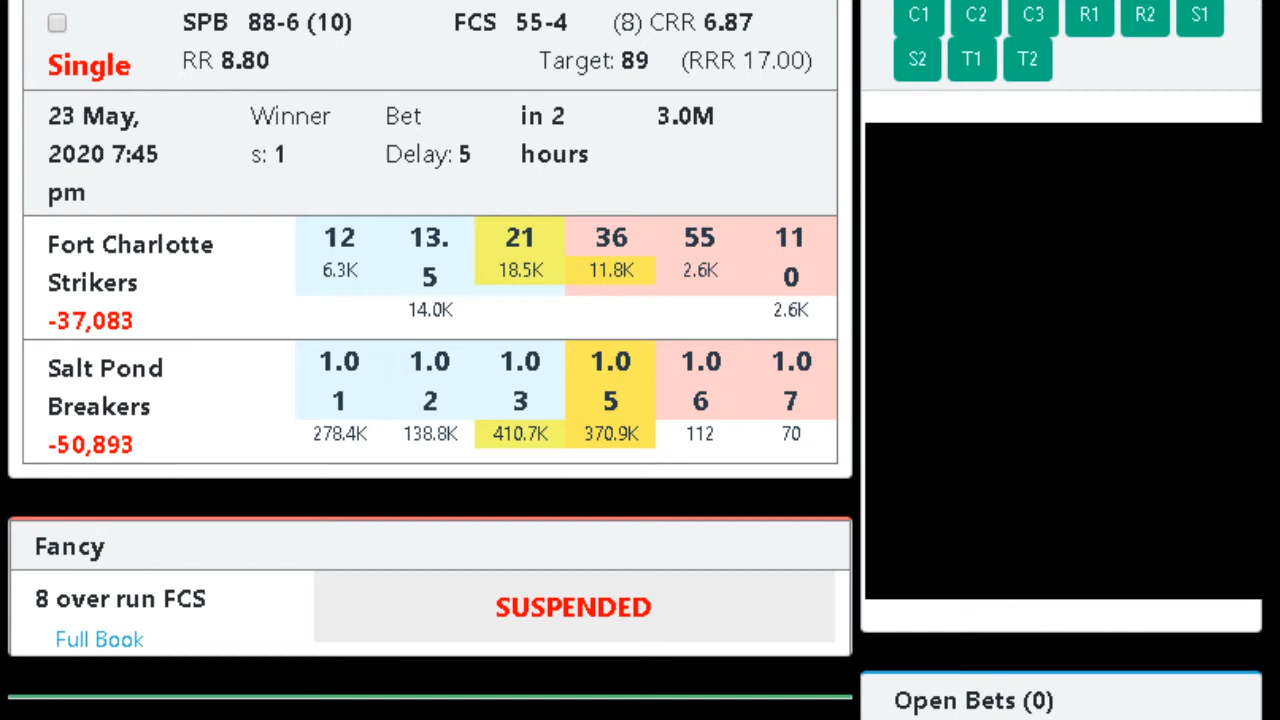 SPB 88-6 (10) FCS 55-4 (8) CRR 6.87
Single RR 8.80 Target: 89 (RRR 17.00)
23 May, Winner Bet in 2 3.0M
2020 7:45 s: 1 Delay: 5 hours
pm
Fort Charlotte 12 13. 21 36 55 11
6.3K 18.5K 11.8K 2.6K
Strikers 5 0
-37,083 14.0K 2.6K
Salt Pond 1.0 1.0 1.0 1.0 1.0 1.0
Breakers 1 2 3 5 6 7
-50,893 278.4K 138.8K 410.7K 370.9K 112 70
Fancy
8 over run FCS SUSPENDED
Full Book
C1 C2 C3 R1 R2 S1
S2 T1 T2
Open Bets (0)